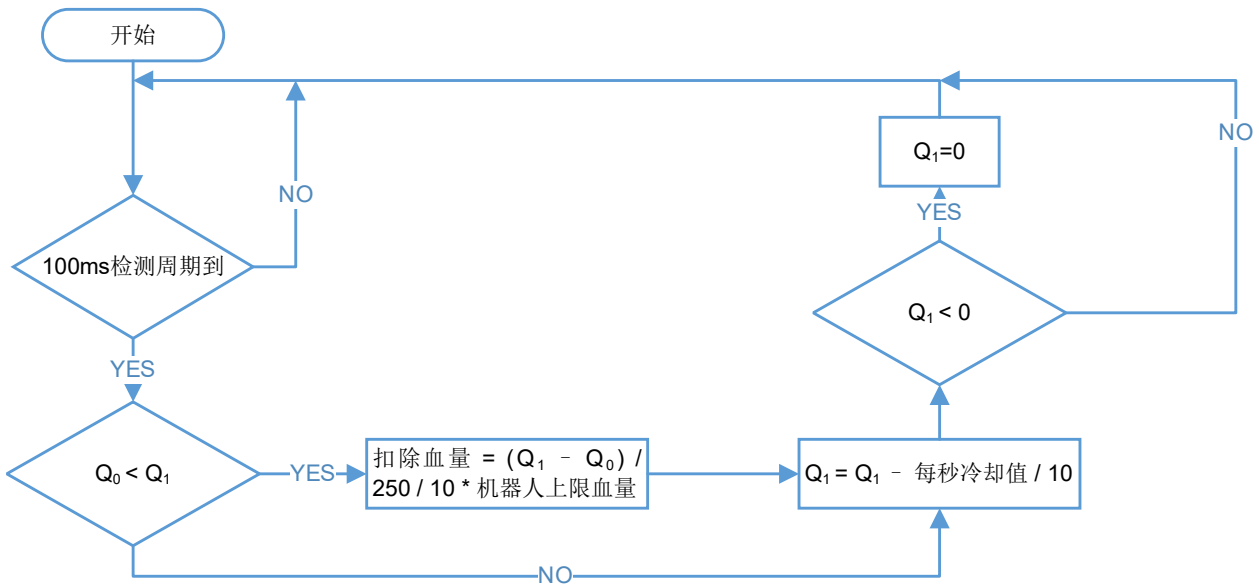 开始
NO
100ms检测周期到
YES
Q₀ < Q₁
YES
扣除血量 = (Q₁ - Q₀) /
250 / 10 * 机器人上限血量
Q₁ = Q₁ - 每秒冷却值 / 10
NO
Q₁ < 0
YES
Q₁=0
NO